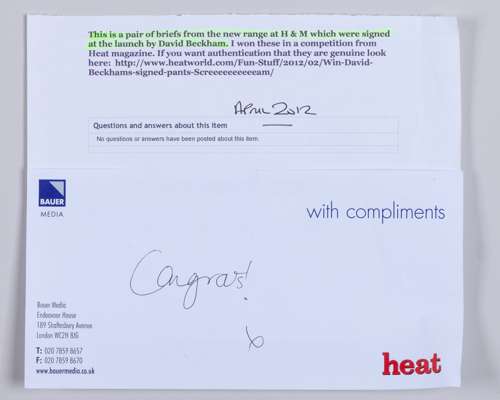 This is a pair of briefs from the new range at H & M which were signed
at the launch by David Beckham. I won these in a competition from
Heat magazine. If you want authentication that they are genuine look
here: http://www.heatworld.com/Fun-Stuff/2012/02/Win-David-
Beckhams-signed-pants-Screeeeeeeeeeam/
April 2012
Questions and answers about this item
No questions or answers have been posted about this item.
BAUER
MEDIA
with compliments
Congrats!
x
Bauer Media
Endeavour House
189 Shaftesbury Avenue
London WC2H 8JG
T: 020 7859 8657
F: 020 7859 8670
www.bauermedia.co.uk
heat